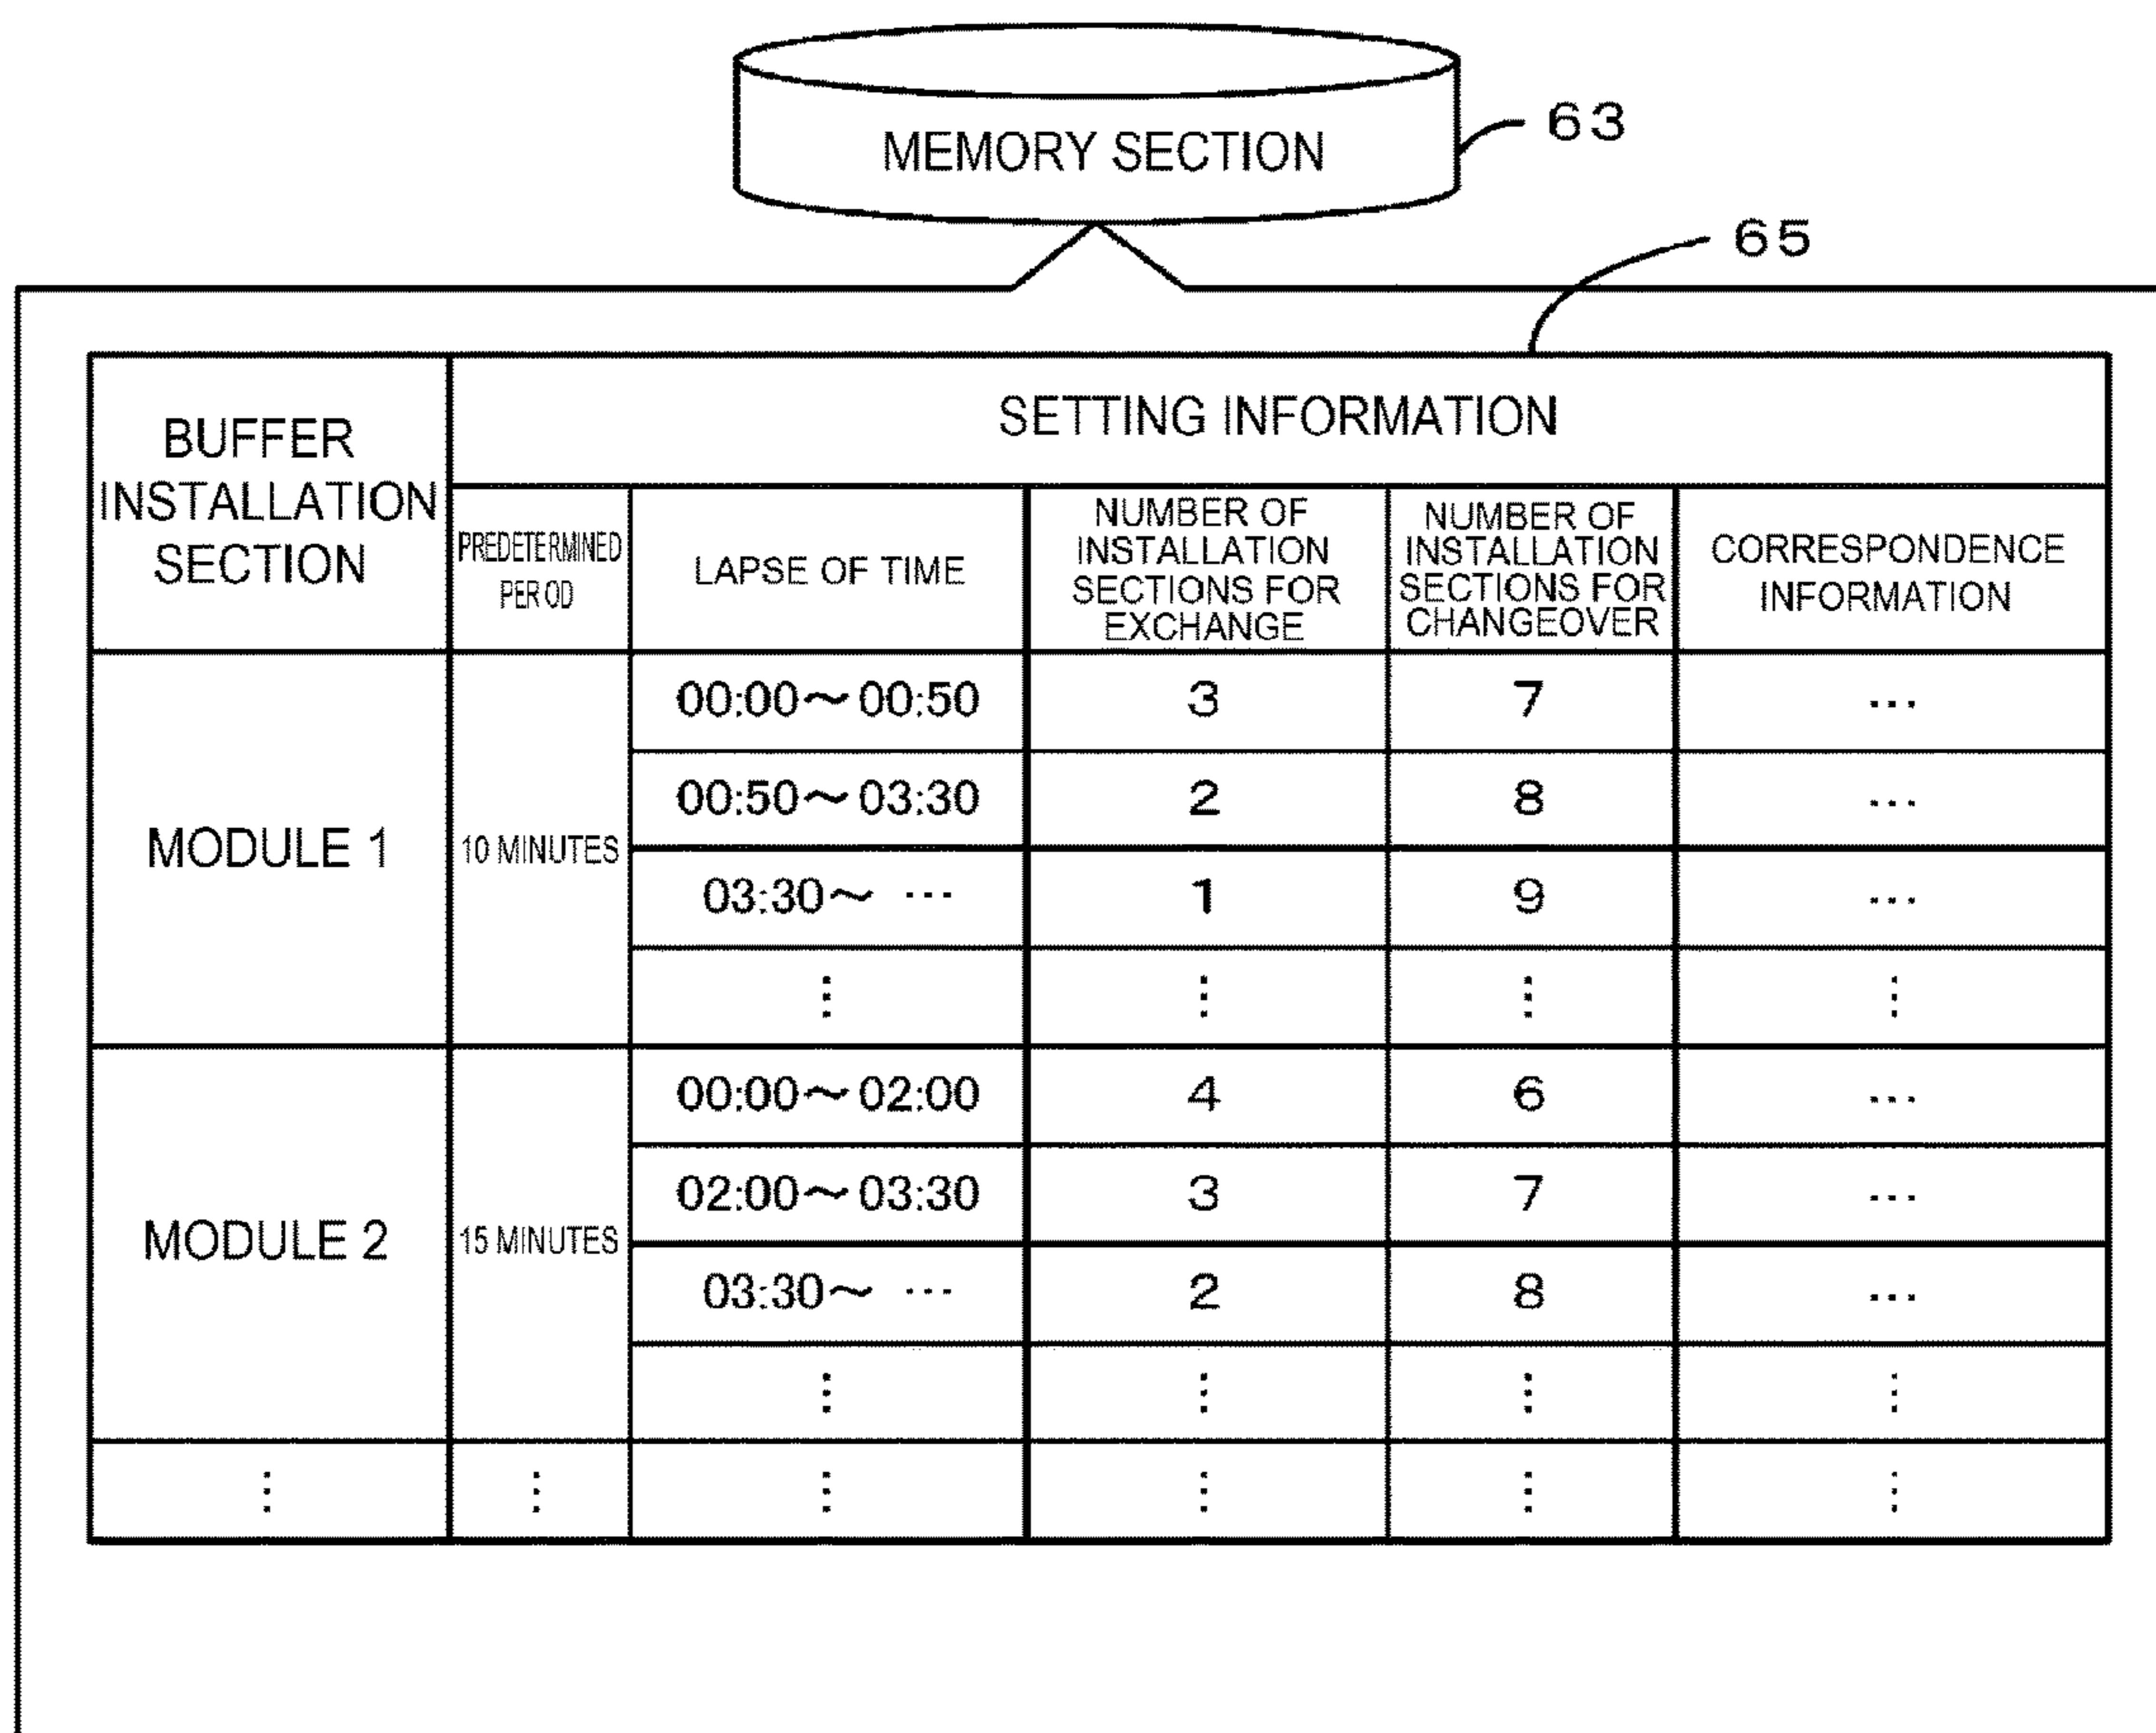 MEMORY SECTION
63
65
BUFFER
INSTALLATION
SECTION
SETTING INFORMATION
PREDETERMINED
PER OD
LAPSE OF TIME
NUMBER OF
INSTALLATION
SECTIONS FOR
EXCHANGE
NUMBER OF
INSTALLATION
SECTIONS FOR
CHANGEOVER
CORRESPONDENCE
INFORMATION
MODULE 1
10 MINUTES
00:00～00:50 3 7 ...
00:50～03:30 2 8 ...
03:30～ ... 1 9 ...
⋮ ⋮ ⋮ ⋮
MODULE 2
15 MINUTES
00:00～02:00 4 6 ...
02:00～03:30 3 7 ...
03:30～ ... 2 8 ...
⋮ ⋮ ⋮ ⋮
⋮ ⋮ ⋮ ⋮ ⋮ ⋮